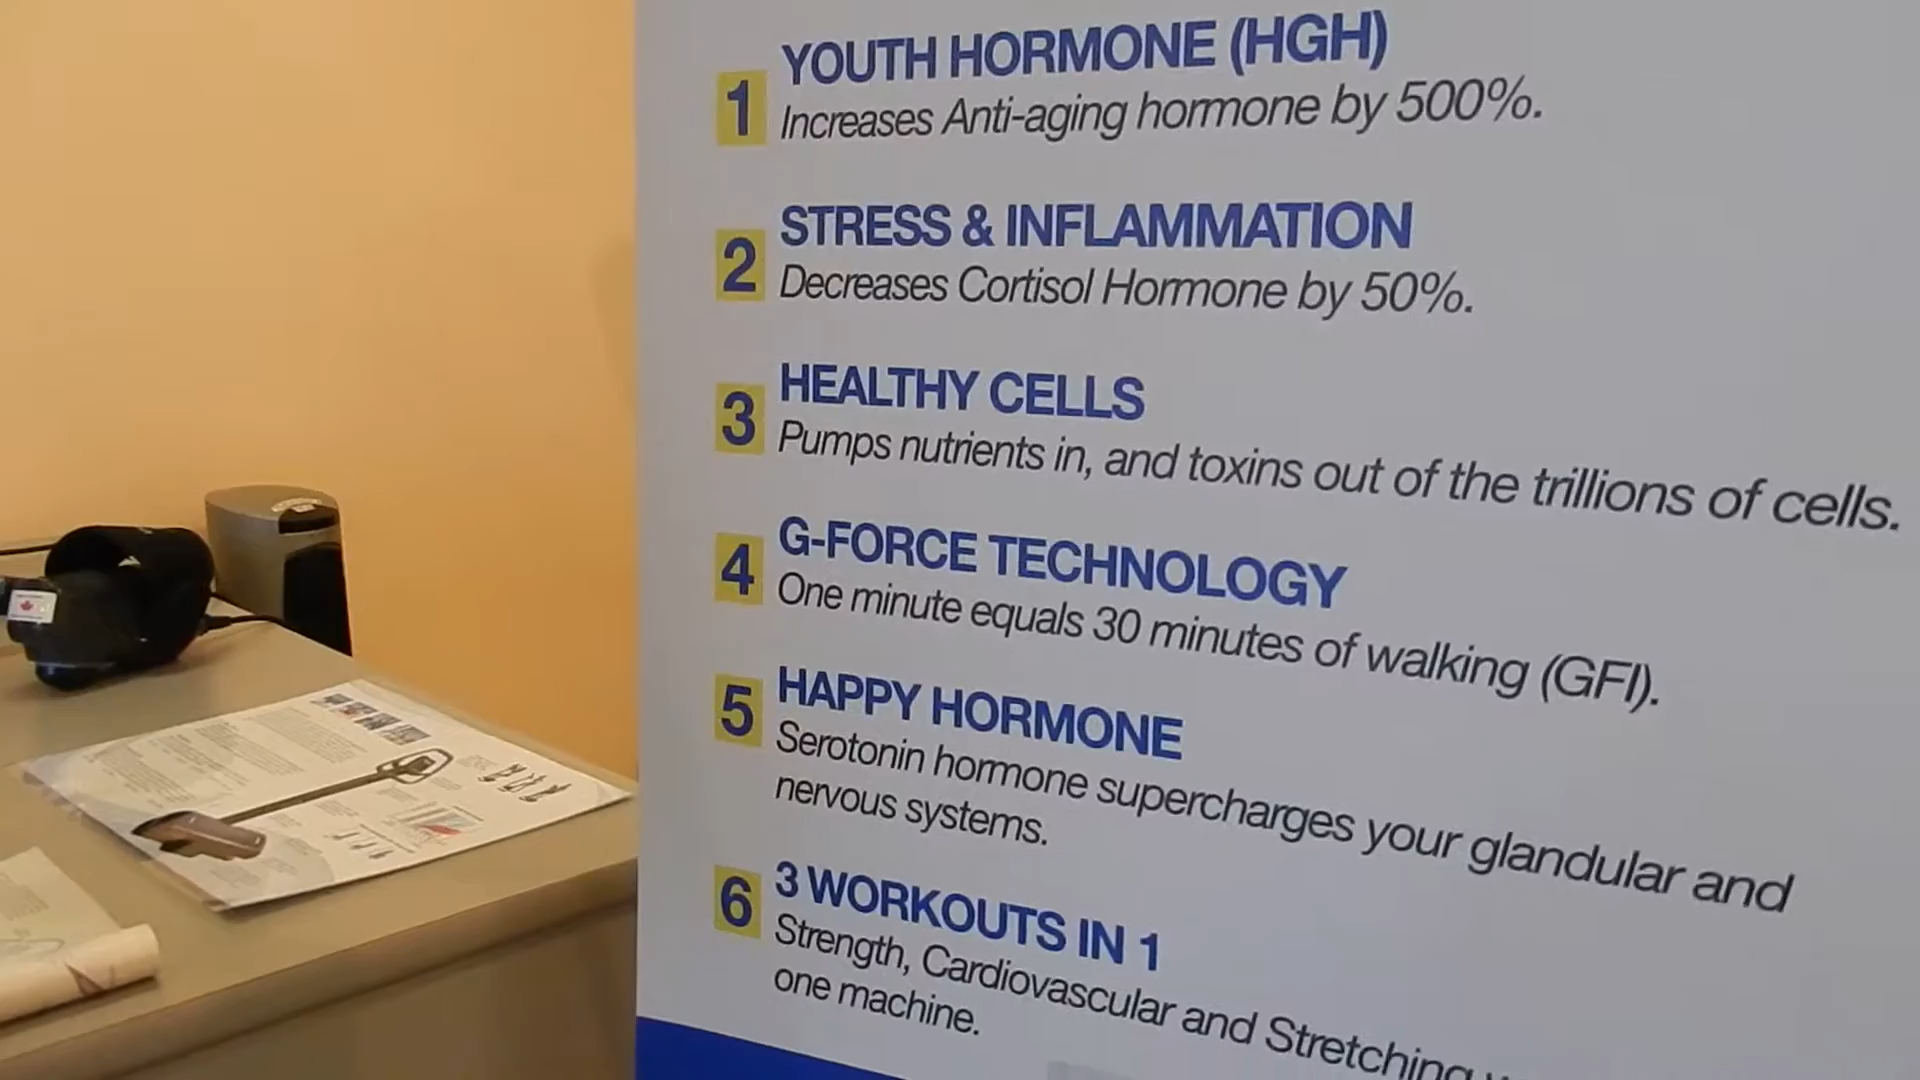 1 YOUTH HORMONE (HGH)
Increases Anti-aging hormone by 500%.
2 STRESS & INFLAMMATION
Decreases Cortisol Hormone by 50%.
3 HEALTHY CELLS
Pumps nutrients in, and toxins out of the trillions of cells.
4 G-FORCE TECHNOLOGY
One minute equals 30 minutes of walking (GFI).
5 HAPPY HORMONE
Serotonin hormone supercharges your glandular and
nervous systems.
6 3 WORKOUTS IN 1
Strength, Cardiovascular and Stretching
one machine.